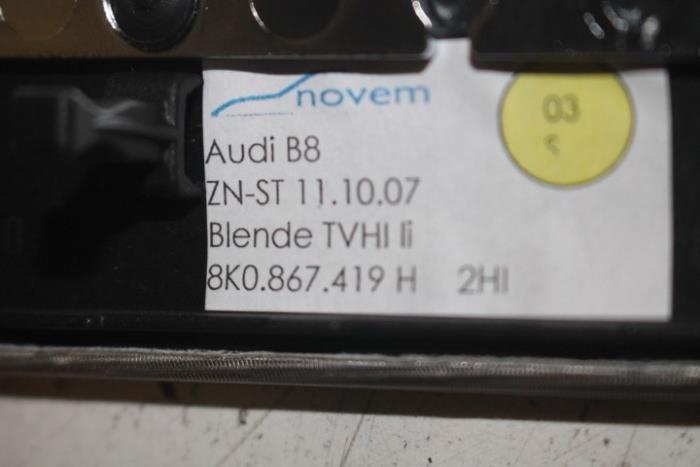 novem
03
Audi B8
ZN-ST 11.10.07
Blende TVHI li
8K0.867.419 H 2HI